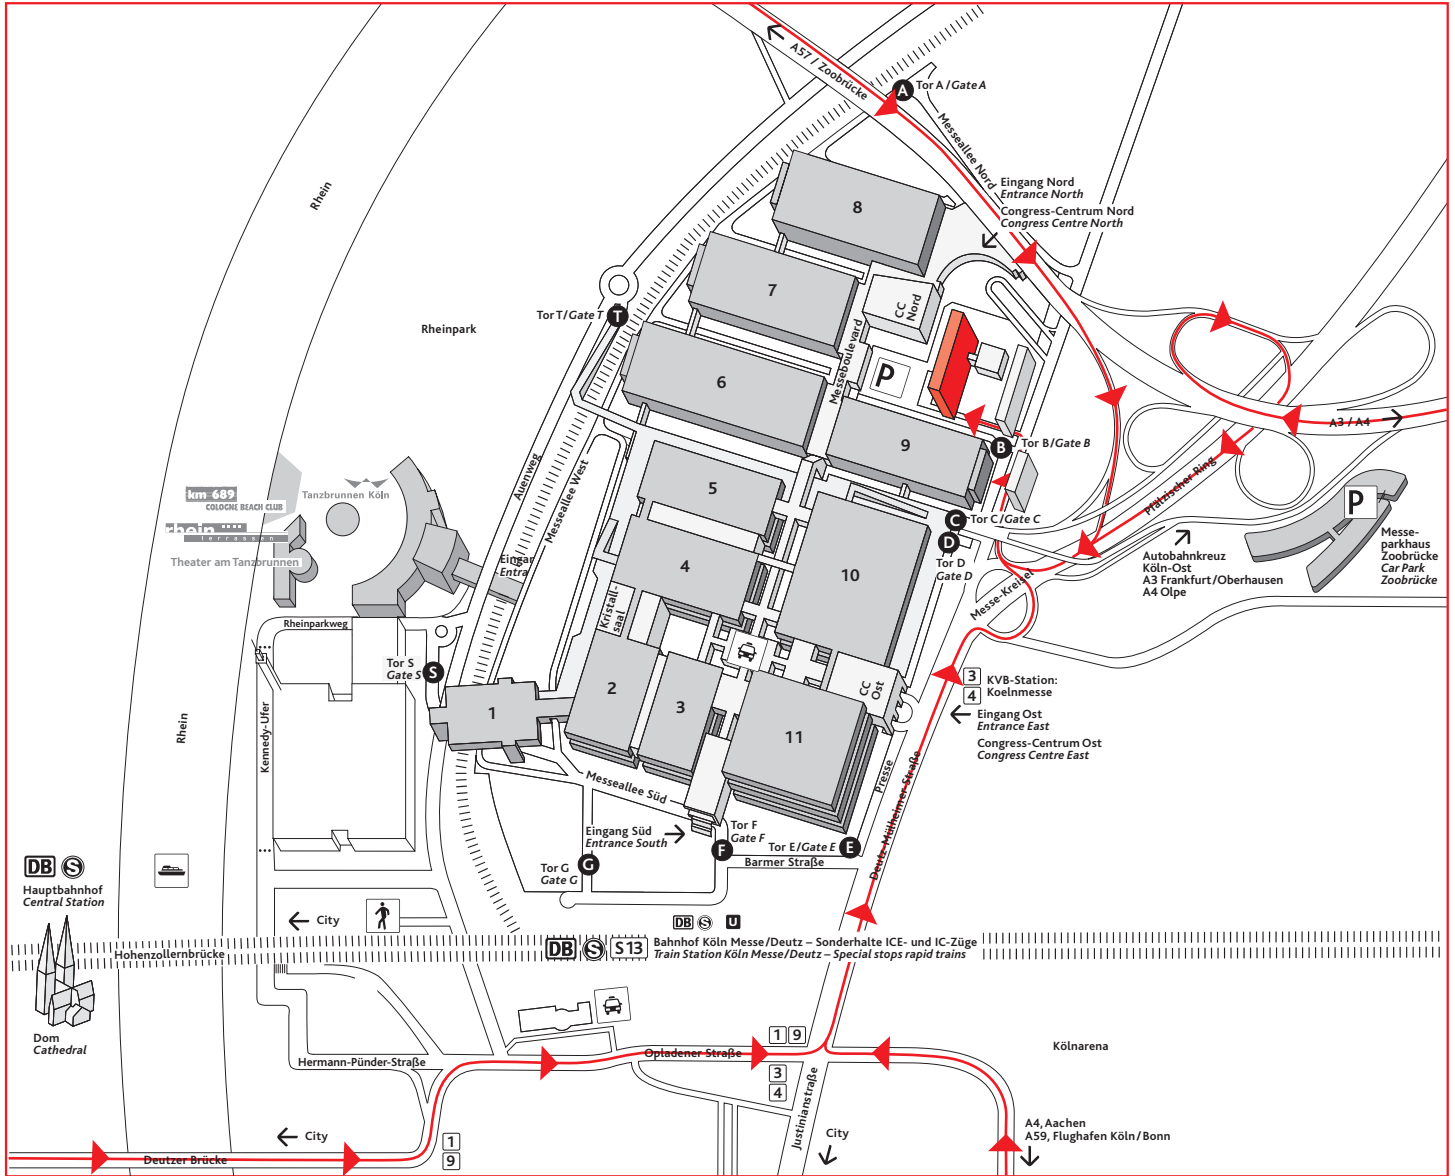 A57 / Zoobrücke
A
Tor A / Gate A
Messeallee Nord
Eingang Nord
Entrance North
Congress-Centrum Nord
Congress Centre North
Rhein
8
7
CC
Nord
Tor T/Gate T
T
Rheinpark
Messeboulevard
6
P
9
B
Tor B/Gate B
A3 / A4
Pfälzischer Ring
P
Messe-
parkhaus
Zoobrücke
Car Park
Zoobrücke
Auenweg
Messeallee West
km 689
COLOGNE BEACH CLUB
Tanzbrunnen Köln
rhein
terrassen
Theater am Tanzbrunnen
5
C
Tor C/Gate C
D
Tor D
Gate D
Autobahnkreuz
Köln-Ost
A3 Frankfurt/Oberhausen
A4 Olpe
4
10
Kristall-
saal
Messe-Kreisel
Rheinparkweg
Tor S
Gate S
S
3
4
KVB-Station:
Koelnmesse
Eingang Ost
Entrance East
Congress-Centrum Ost
Congress Centre East
CC
Ost
1
2
3
11
Rhein
Kennedy-Ufer
Messeallee Süd
Presse
Deutz-Mülheimer Straße
Eingang Süd
Entrance South
Tor F
Gate F
F
Tor E/Gate E
E
Barmer Straße
Tor G
Gate G
G
DB
S
Hauptbahnhof
Central Station
City
DB
S
U
Hohenzollernbrücke
DB
S
S13
Bahnhof Köln Messe/Deutz – Sonderhalte ICE- und IC-Züge
Train Station Köln Messe/Deutz – Special stops rapid trains
Dom
Cathedral
Hermann-Pünder-Straße
Opladener Straße
1
9
3
4
Kölnarena
Justinianstraße
City
City
1
9
Deutzer Brücke
A4, Aachen
A59, Flughafen Köln/Bonn